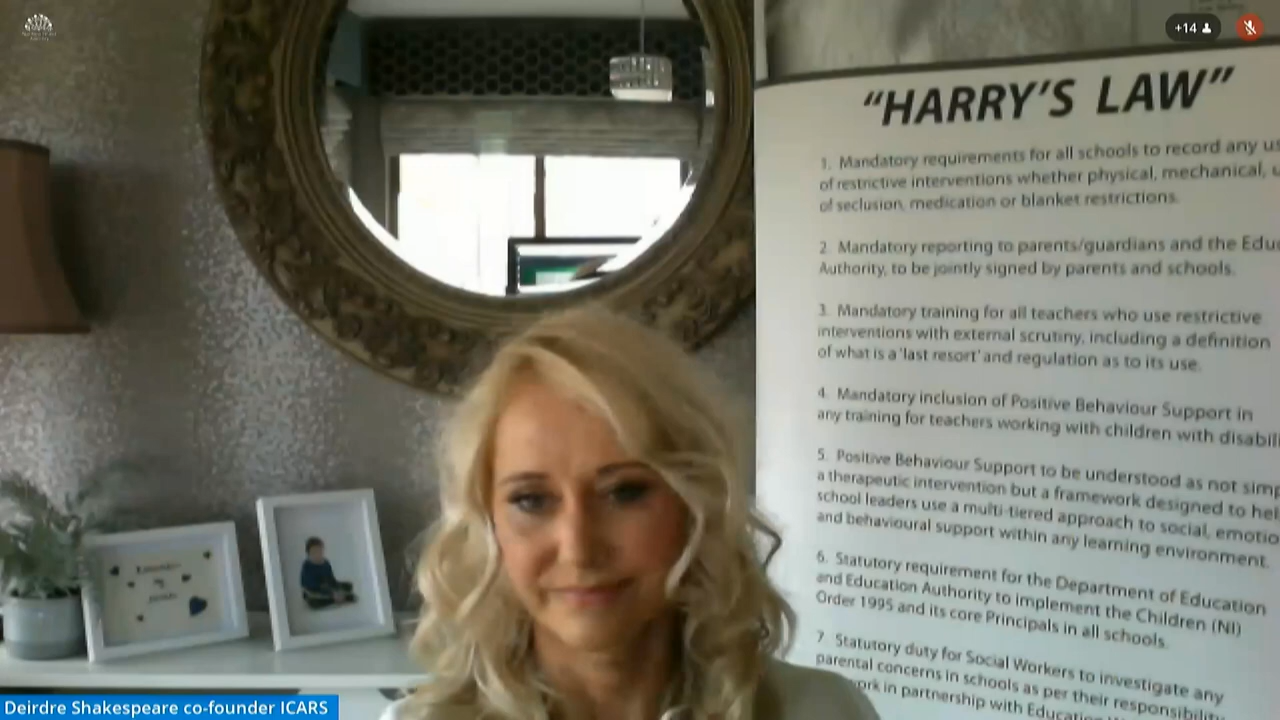 +14
"HARRY'S LAW"
1. Mandatory requirements for all schools to record any
of restrictive interventions whether physical, mechanical,
of seclusion, medication or blanket restrictions.
2. Mandatory reporting to parents/guardians and the
Authority, to be jointly signed by parents and schools.
3. Mandatory training for all teachers who use restrictive
interventions with external scrutiny, including a definition
of what is a 'last resort' and regulation as to its use.
4. Mandatory inclusion of Positive Behaviour Support in
any training for teachers working with children with
5. Positive Behaviour Support to be understood as not
a therapeutic intervention but a framework designed to
school leaders use a multi-tiered approach to social,
and behavioural support within any learning environment.
6. Statutory requirement for the Department of Education
and Education Authority to implement the Children (NI)
Order 1995 and its core Principals in all schools.
7. Statutory duty for Social Workers to investigate any
parental concerns in schools as per their responsibility
in partnership with
Deirdre Shakespeare co-founder ICARS